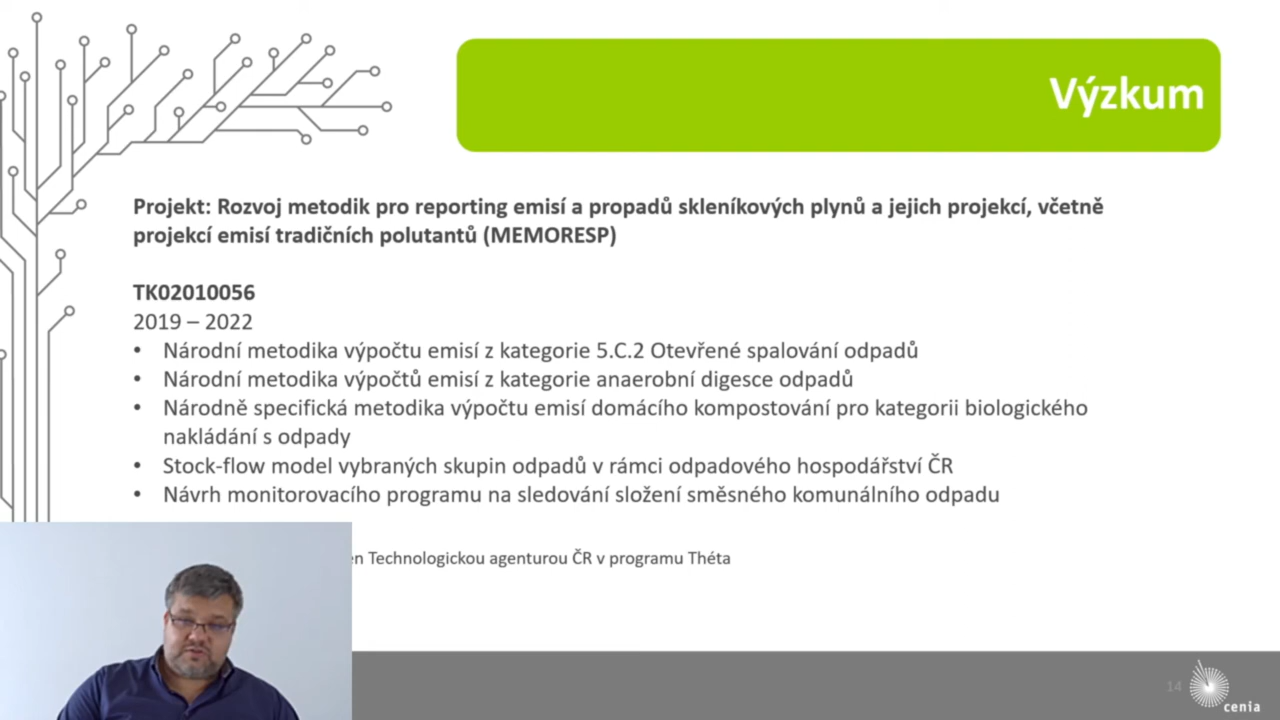 Výzkum
Projekt: Rozvoj metodik pro reporting emisí a propadů skleníkových plynů a jejich projekcí, včetně
projekcí emisí tradičních polutantů (MEMORESP)
TK02010056
2019 – 2022
• Národní metodika výpočtu emisí z kategorie 5.C.2 Otevřené spalování odpadů
• Národní metodika výpočtů emisí z kategorie anaerobní digesce odpadů
• Národně specifická metodika výpočtu emisí domácího kompostování pro kategorii biologického
nakládání s odpady
• Stock-flow model vybraných skupin odpadů v rámci odpadového hospodářství ČR
• Návrh monitorovacího programu na sledování složení směsného komunálního odpadu
Technologickou agenturou ČR v programu Théta
14
cenia